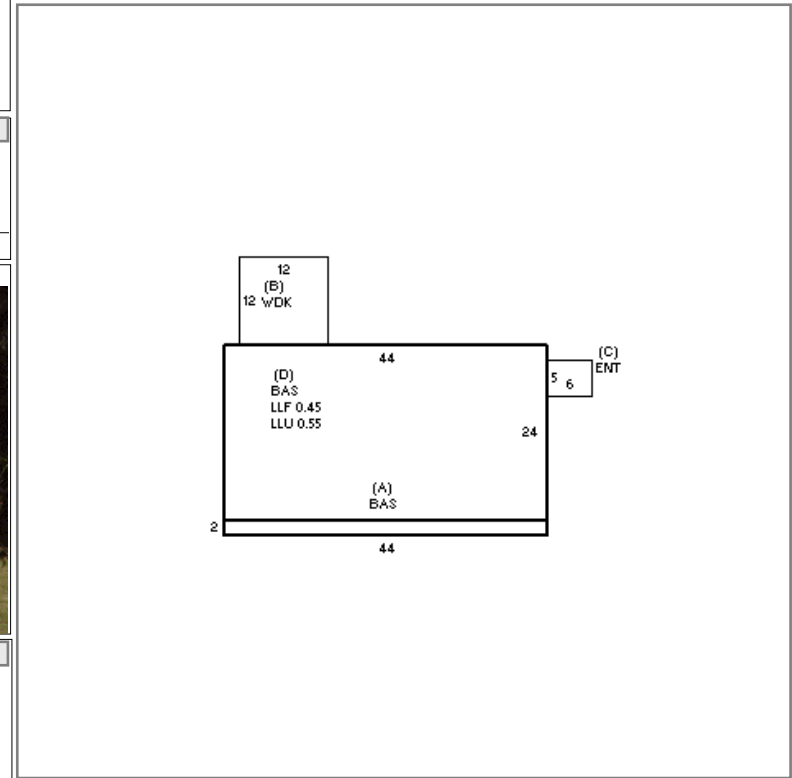 12
(B)
12 WDK
44
(C)
ENT
5
6
(D)
BAS
LLF 0.45
LLU 0.55
24
(A)
BAS
2
44